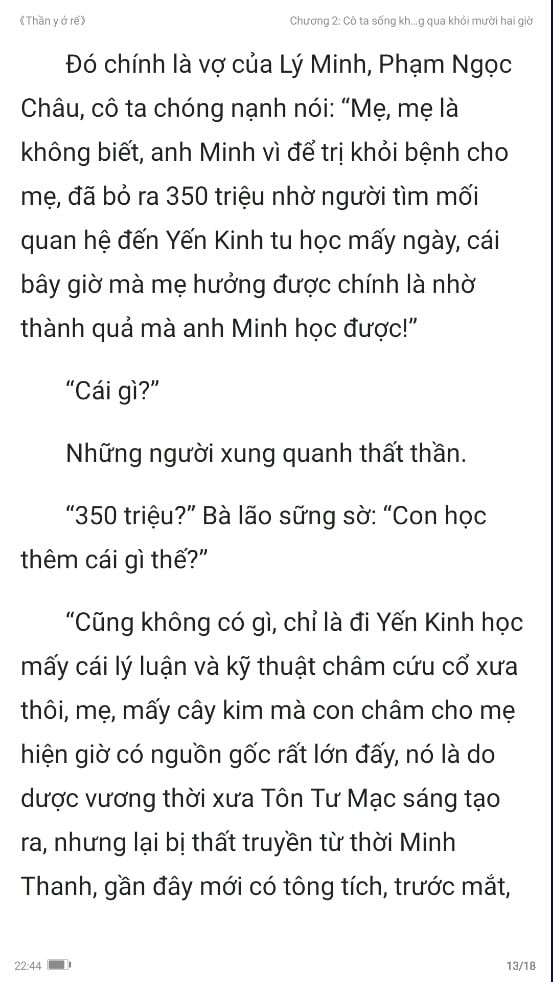 《Thần y ở rể》
Chương 2: Cô ta sống kh...g qua khỏi mười hai giờ
Đó chính là vợ của Lý Minh, Phạm Ngọc
Châu, cô ta chóng nạnh nói: “Mẹ, mẹ là
không biết, anh Minh vì để trị khỏi bệnh cho
mẹ, đã bỏ ra 350 triệu nhờ người tìm mối
quan hệ đến Yến Kinh tu học mấy ngày, cái
bây giờ mà mẹ hưởng được chính là nhờ
thành quả mà anh Minh học được!”
“Cái gì?”
Những người xung quanh thất thần.
“350 triệu?” Bà lão sững sờ: “Con học
thêm cái gì thế?”
“Cũng không có gì, chỉ là đi Yến Kinh học
mấy cái lý luận và kỹ thuật châm cứu cổ xưa
thôi, mẹ, mấy cây kim mà con châm cho mẹ
hiện giờ có nguồn gốc rất lớn đấy, nó là do
dược vương thời xưa Tôn Tư Mạc sáng tạo
ra, nhưng lại bị thất truyền từ thời Minh
Thanh, gần đây mới có tông tích, trước mắt,
22:44
13/18